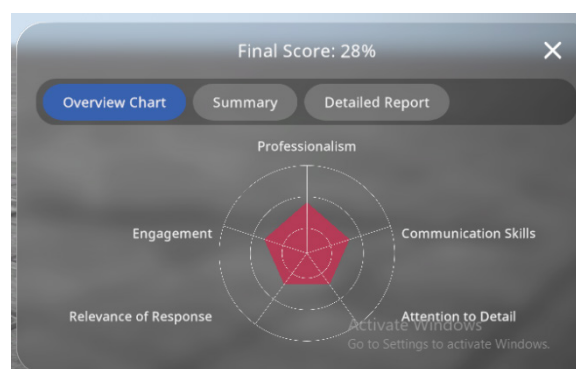 Final Score: 28%
Overview Chart Summary Detailed Report
Professionalism
Engagement Communication Skills
Relevance of Response Attention to Detail
Activate Windows
Go to Settings to activate Windows.